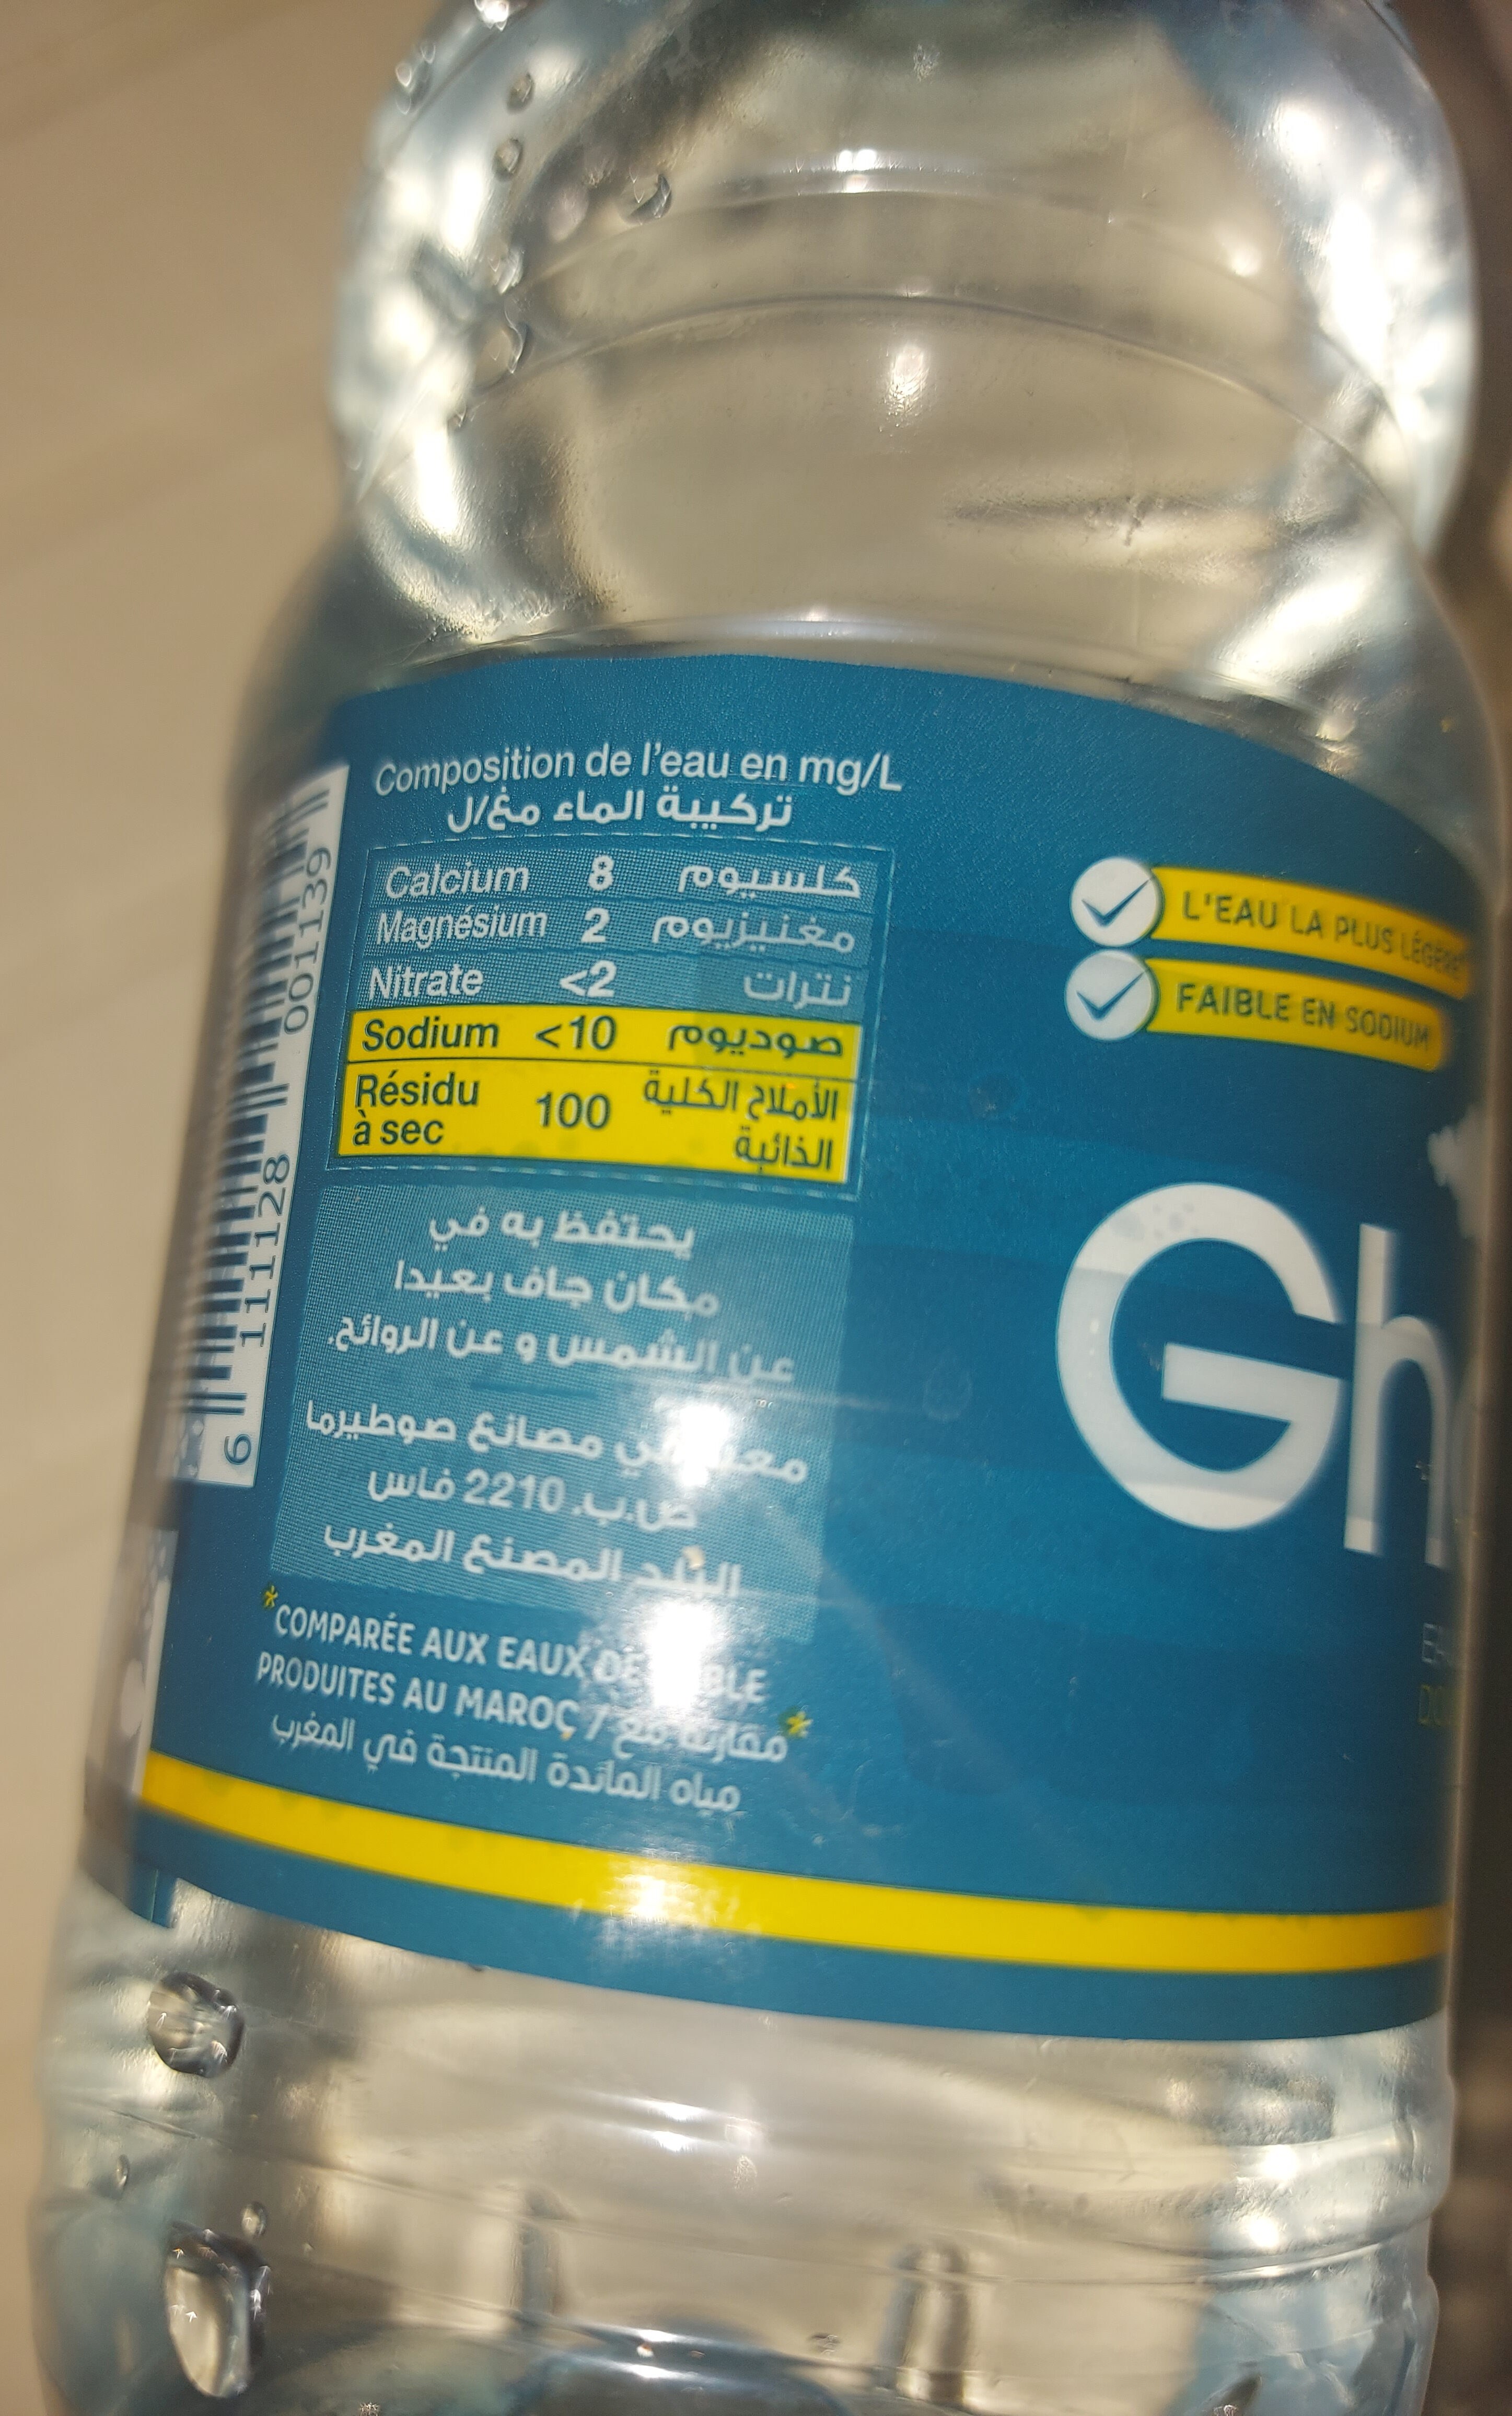 Composition de l'eau en mg/L
تركيبة الماء مغ/ل
Calcium 8 كلسيوم
Magnésium 2 مغنيزيوم
Nitrate <2 نترات
Sodium <10 صوديوم
Résidu à sec 100 الأملاح الكلية الذائبة
يحتفظ به في
مكان جاف بعيدا
عن الشمس و عن الروائح.
في مصانع صوطيرما
ص.ب. 2210 فاس
البلد المصنع المغرب
*COMPARÉE AUX EAUX DE
PRODUITES AU MAROC / مقارنة مع*
مياه المائدة المنتجة في المغرب
6 111128 001139
L'EAU LA PLUS LÉGÈRE
FAIBLE EN SODIUM
Gh